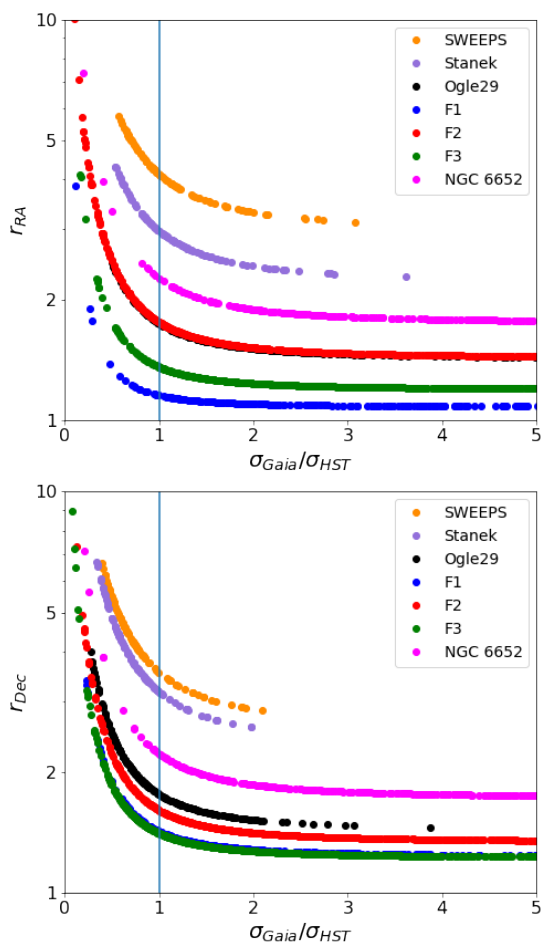 10
5
2
1
r_RA
SWEEPS
Stanek
Ogle29
F1
F2
F3
NGC 6652
0 1 2 3 4 5
σ_Gaia/σ_HST
10
5
2
1
r_Dec
SWEEPS
Stanek
Ogle29
F1
F2
F3
NGC 6652
0 1 2 3 4 5
σ_Gaia/σ_HST